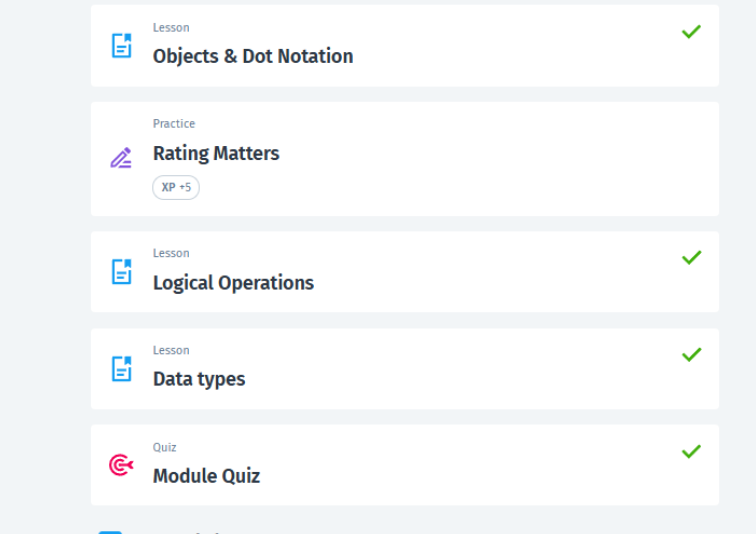 Lesson
Objects & Dot Notation
Practice
Rating Matters
XP +5
Lesson
Logical Operations
Lesson
Data types
Quiz
Module Quiz